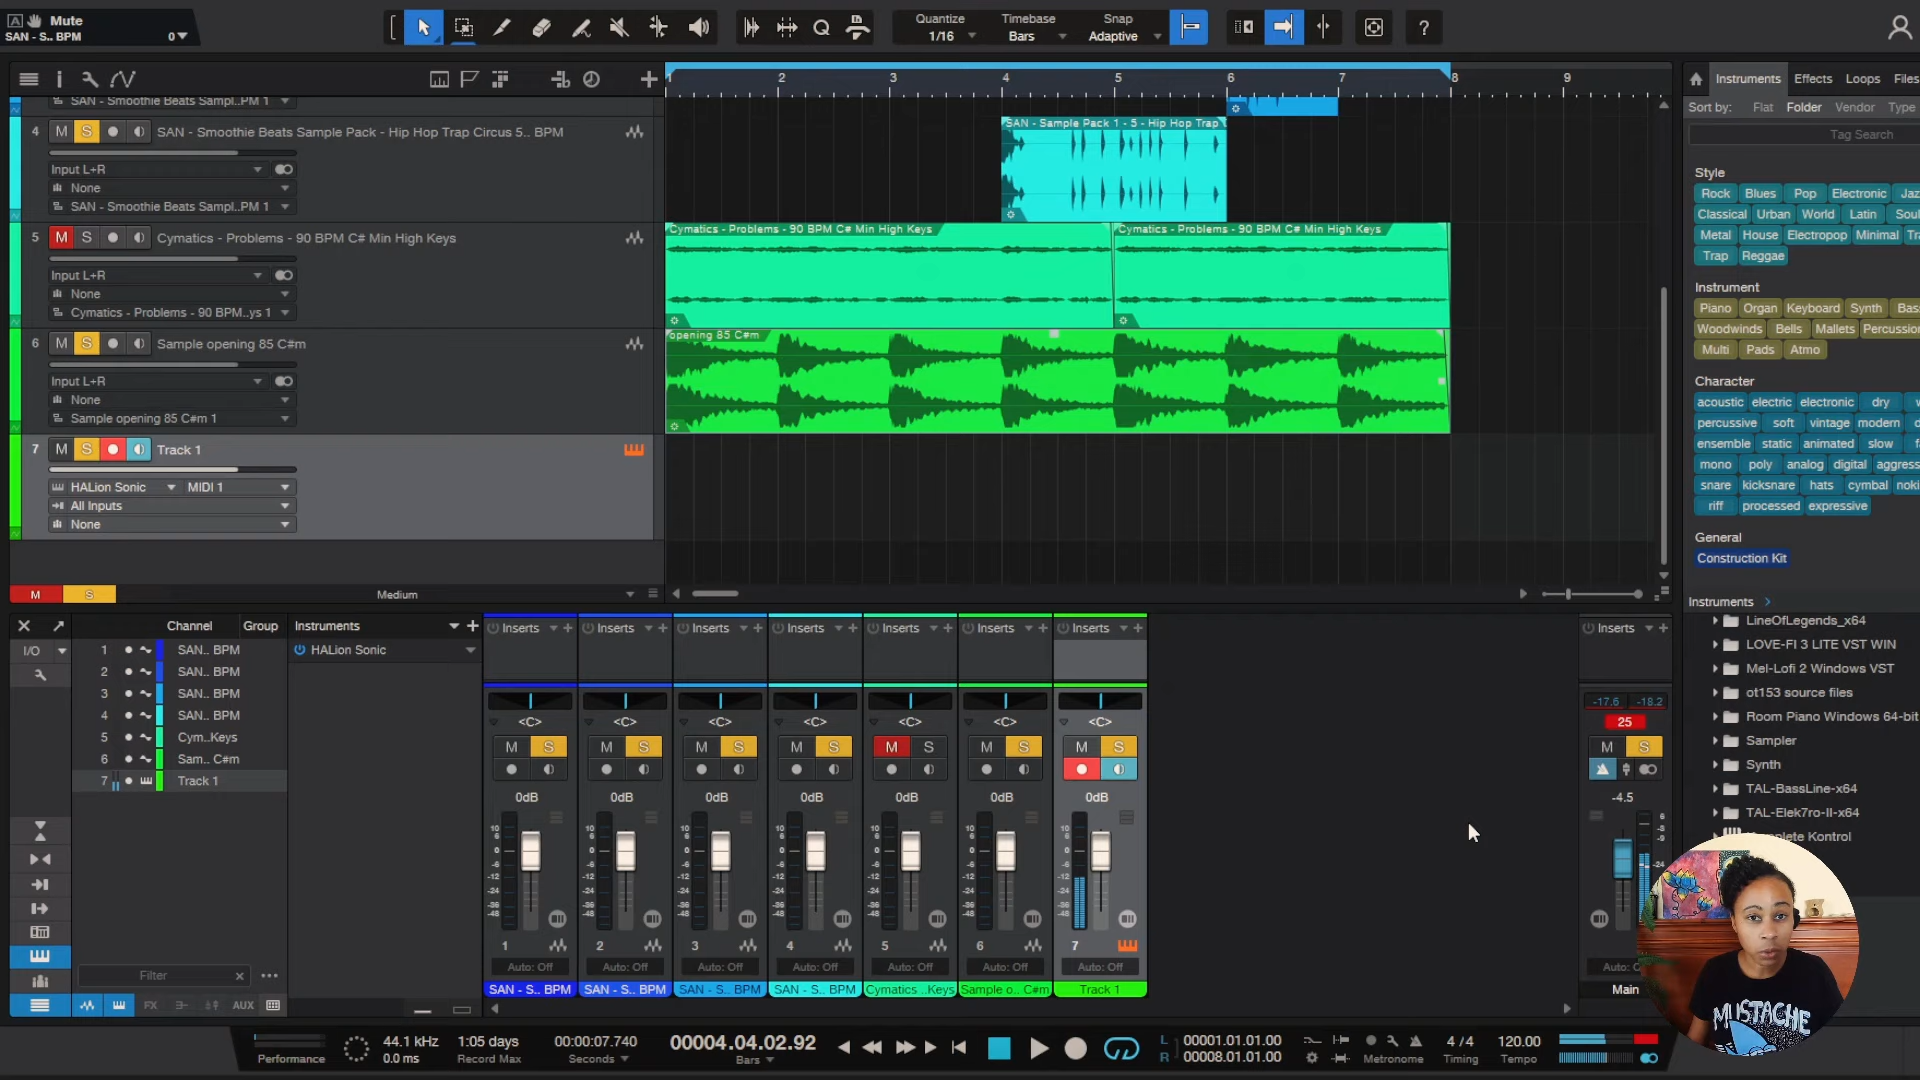 Mute
SAN - S.. BPM 0
Quantize
1/16
Timebase
Bars
Snap
Adaptive
?
1 2 3 4 5 6 7 8 9
SAN - Smoothie Beats Sampl..PM 1
4 M S SAN - Smoothie Beats Sample Pack - Hip Hop Trap Circus 5.. BPM
Input L+R
None
SAN - Smoothie Beats Sampl..PM 1
5 M S Cymatics - Problems - 90 BPM C# Min High Keys
Input L+R
None
Cymatics - Problems - 90 BPM..ys 1
6 M S Sample opening 85 C#m
Input L+R
None
Sample opening 85 C#m 1
7 M S Track 1
HALion Sonic MIDI 1
All Inputs
None
M S Medium
SAN - Sample Pack 1 - 5 - Hip Hop Trap
Cymatics - Problems - 90 BPM C# Min High Keys
Cymatics - Problems - 90 BPM C# Min High Keys
opening 85 C#m
Instruments Effects Loops Files
Sort by: Flat Folder Vendor Type
Tag Search
Style
Rock Blues Pop Electronic
Classical Urban World Latin
Metal House Electropop Minimal
Trap Reggae
Instrument
Piano Organ Keyboard Synth
Woodwinds Bells Mallets
Multi Pads Atmo
Character
acoustic electric electronic dry
percussive soft vintage modern
ensemble static animated slow
mono poly analog digital
snare kicksnare hats cymbal
riff processed expressive
General
Construction Kit
Instruments
LineOfLegends_x64
LOVE-FI 3 LITE VST WIN
Mel-Lofi 2 Windows VST
ot153 source files
Room Piano Windows 64-bit
Sampler
Synth
TAL-BassLine-x64
TAL-Elek7ro-II-x64
Komplete Kontrol
I/O
Channel Group
1 SAN.. BPM
2 SAN.. BPM
3 SAN.. BPM
4 SAN.. BPM
5 Cym..Keys
6 Sam.. C#m
7 Track 1
Filter
FX AUX
Instruments
HALion Sonic
Inserts Inserts Inserts Inserts Inserts Inserts Inserts Inserts
<C> <C> <C> <C> <C> <C> <C>
-17.6 -18.2
25
M S M S M S M S M S M S M S M S
0dB 0dB 0dB 0dB 0dB 0dB 0dB -4.5
1 2 3 4 5 6 7
Auto: Off Auto: Off Auto: Off Auto: Off Auto: Off Auto: Off Auto: Off
SAN - S.. BPM SAN - S.. BPM SAN - S.. BPM SAN - S.. BPM Cymatics ..Keys Sample o.. C#m Track 1 Main
MUSTACHE
Performance
44.1 kHz
0.0 ms
1:05 days
Record Max
00:00:07.740
Seconds
00004.04.02.92
Bars
L 00001.01.01.00
R 00008.01.01.00
Metronome
4 / 4
Timing
120.00
Tempo